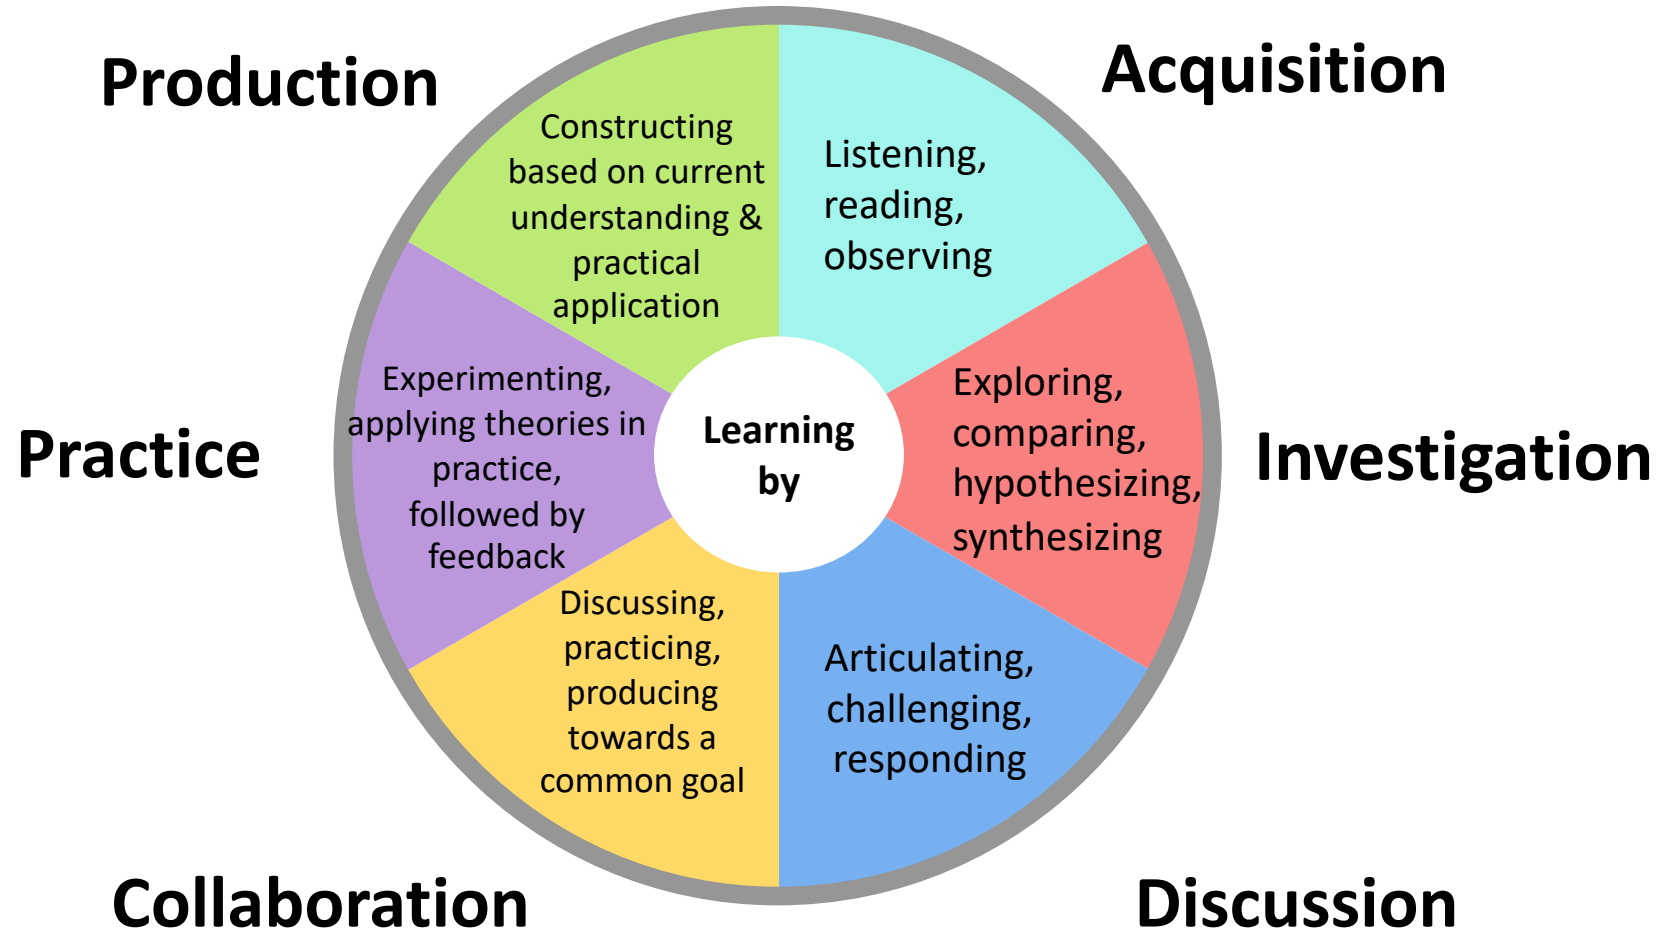 Production
Constructing
based on current
understanding &
practical
application
Acquisition
Listening,
reading,
observing
Practice
Experimenting,
applying theories in
practice,
followed by
feedback
Learning
by
Exploring,
comparing,
hypothesizing,
synthesizing
Investigation
Collaboration
Discussing,
practicing,
producing
towards a
common goal
Articulating,
challenging,
responding
Discussion